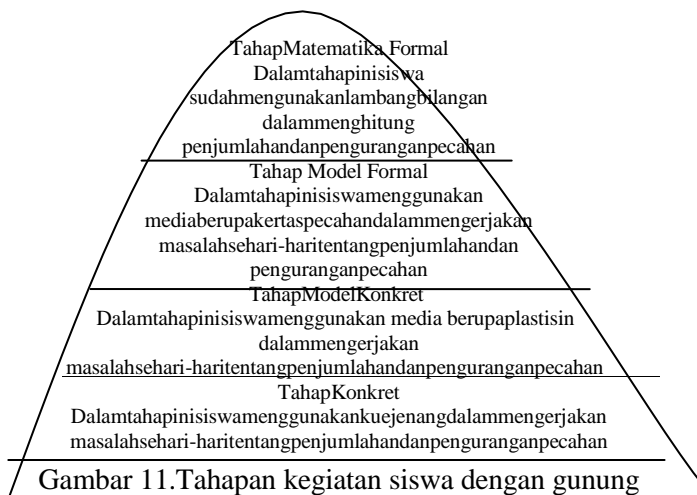 TahapMatematika Formal
Dalamtahapinisiswa
sudahmengunakanlambangbilangan
dalammenghitung
penjumlahandanpenguranganpecahan
Tahap Model Formal
Dalamtahapinisiswamenggunakan
mediaberupakertaspecahandalammengerjakan
masalahsehari-haritentangpenjumlahandan
penguranganpecahan
TahapModelKonkret
Dalamtahapinisiswamenggunakan media berupaplastisin
dalammengerjakan
masalahsehari-haritentangpenjumlahandanpenguranganpecahan
TahapKonkret
Dalamtahapinisiswamenggunakankuejenangdalammengerjakan
masalahsehari-haritentangpenjumlahandanpenguranganpecahan
Gambar 11.Tahapan kegiatan siswa dengan gunung